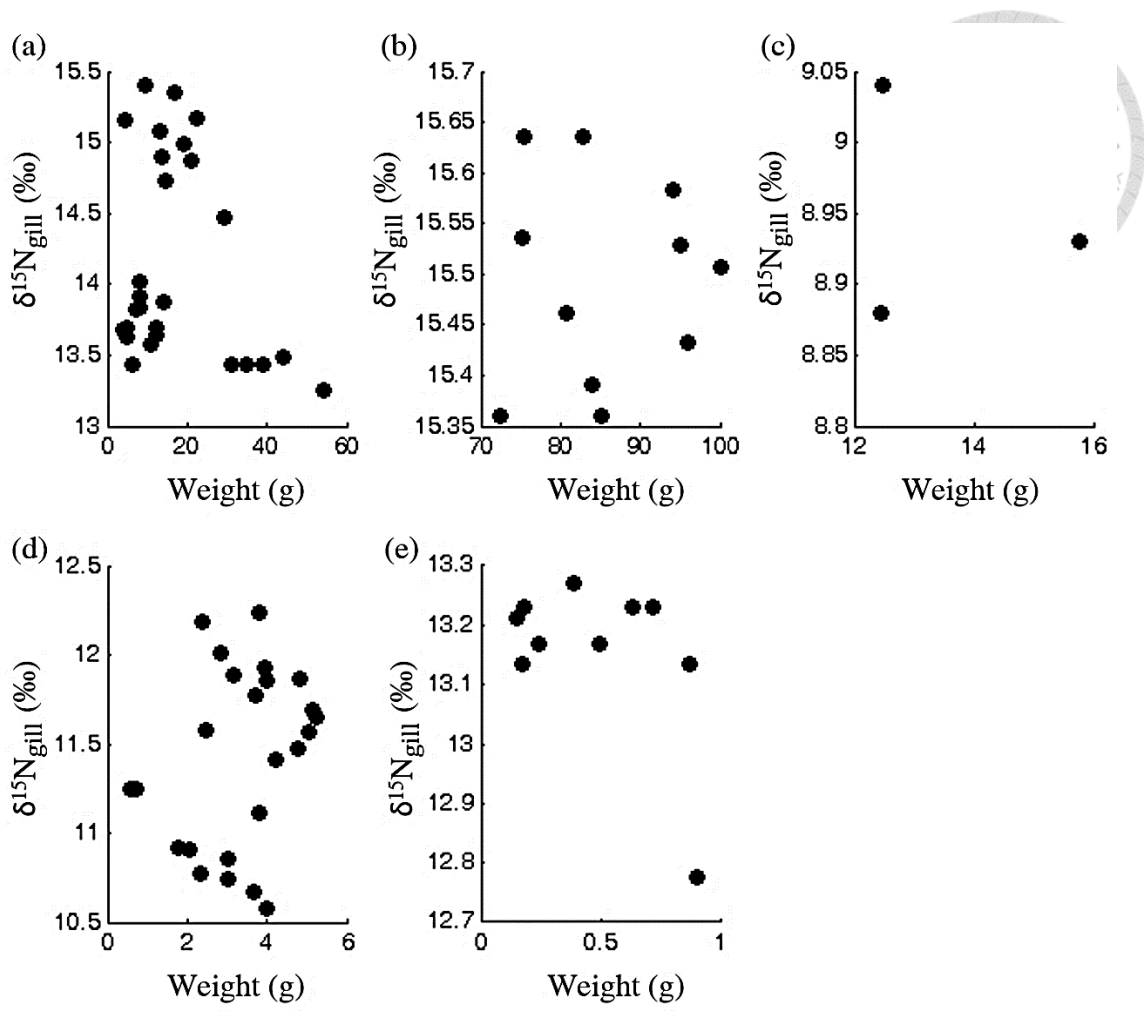 (a)
15.5
15
14.5
14
13.5
13
δ15Ngill (‰)
0 20 40 60
Weight (g)
(b)
15.7
15.65
15.6
15.55
15.5
15.45
15.4
15.35
δ15Ngill (‰)
70 80 90 100
Weight (g)
(c)
9.05
9
8.95
8.9
8.85
8.8
δ15Ngill (‰)
12 14 16
Weight (g)
(d)
12.5
12
11.5
11
10.5
δ15Ngill (‰)
0 2 4 6
Weight (g)
(e)
13.3
13.2
13.1
13
12.9
12.8
12.7
δ15Ngill (‰)
0 0.5 1
Weight (g)